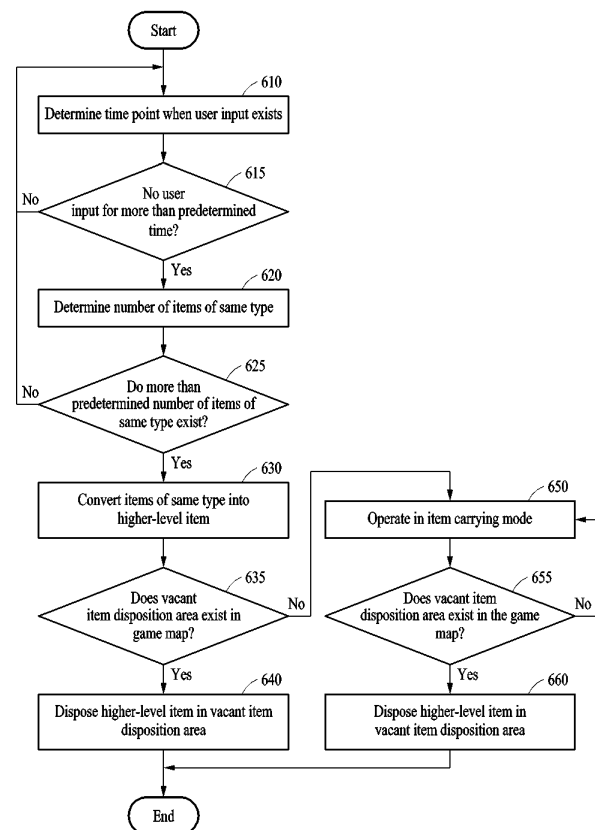 Start
610
Determine time point when user input exists
615
No user
input for more than predetermined
time?
No
Yes
620
Determine number of items of same type
625
Do more than
predetermined number of items of
same type exist?
No
Yes
630
Convert items of same type into
higher-level item
635
Does vacant
item disposition area exist in
game map?
No
Yes
640
Dispose higher-level item in vacant item
disposition area
650
Operate in item carrying mode
655
Does vacant item
disposition area exist in the game
map?
No
Yes
660
Dispose higher-level item in
vacant item disposition area
End